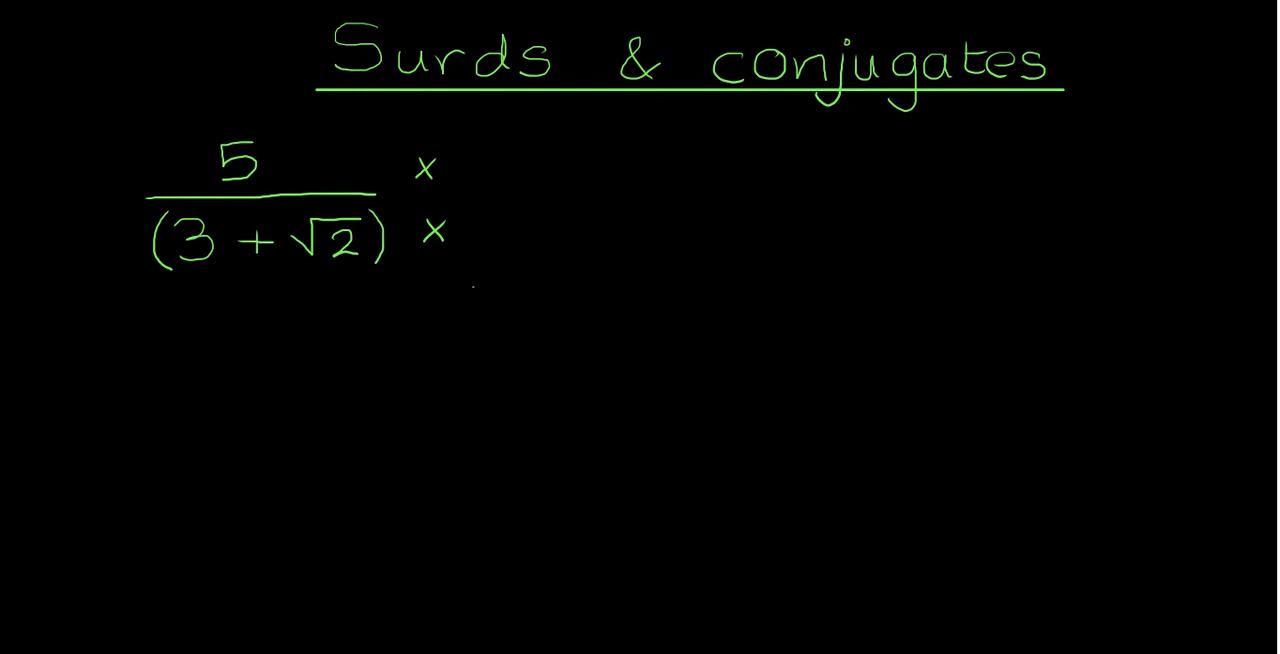 Surds & conjugates
5 x
(3 + √2) x